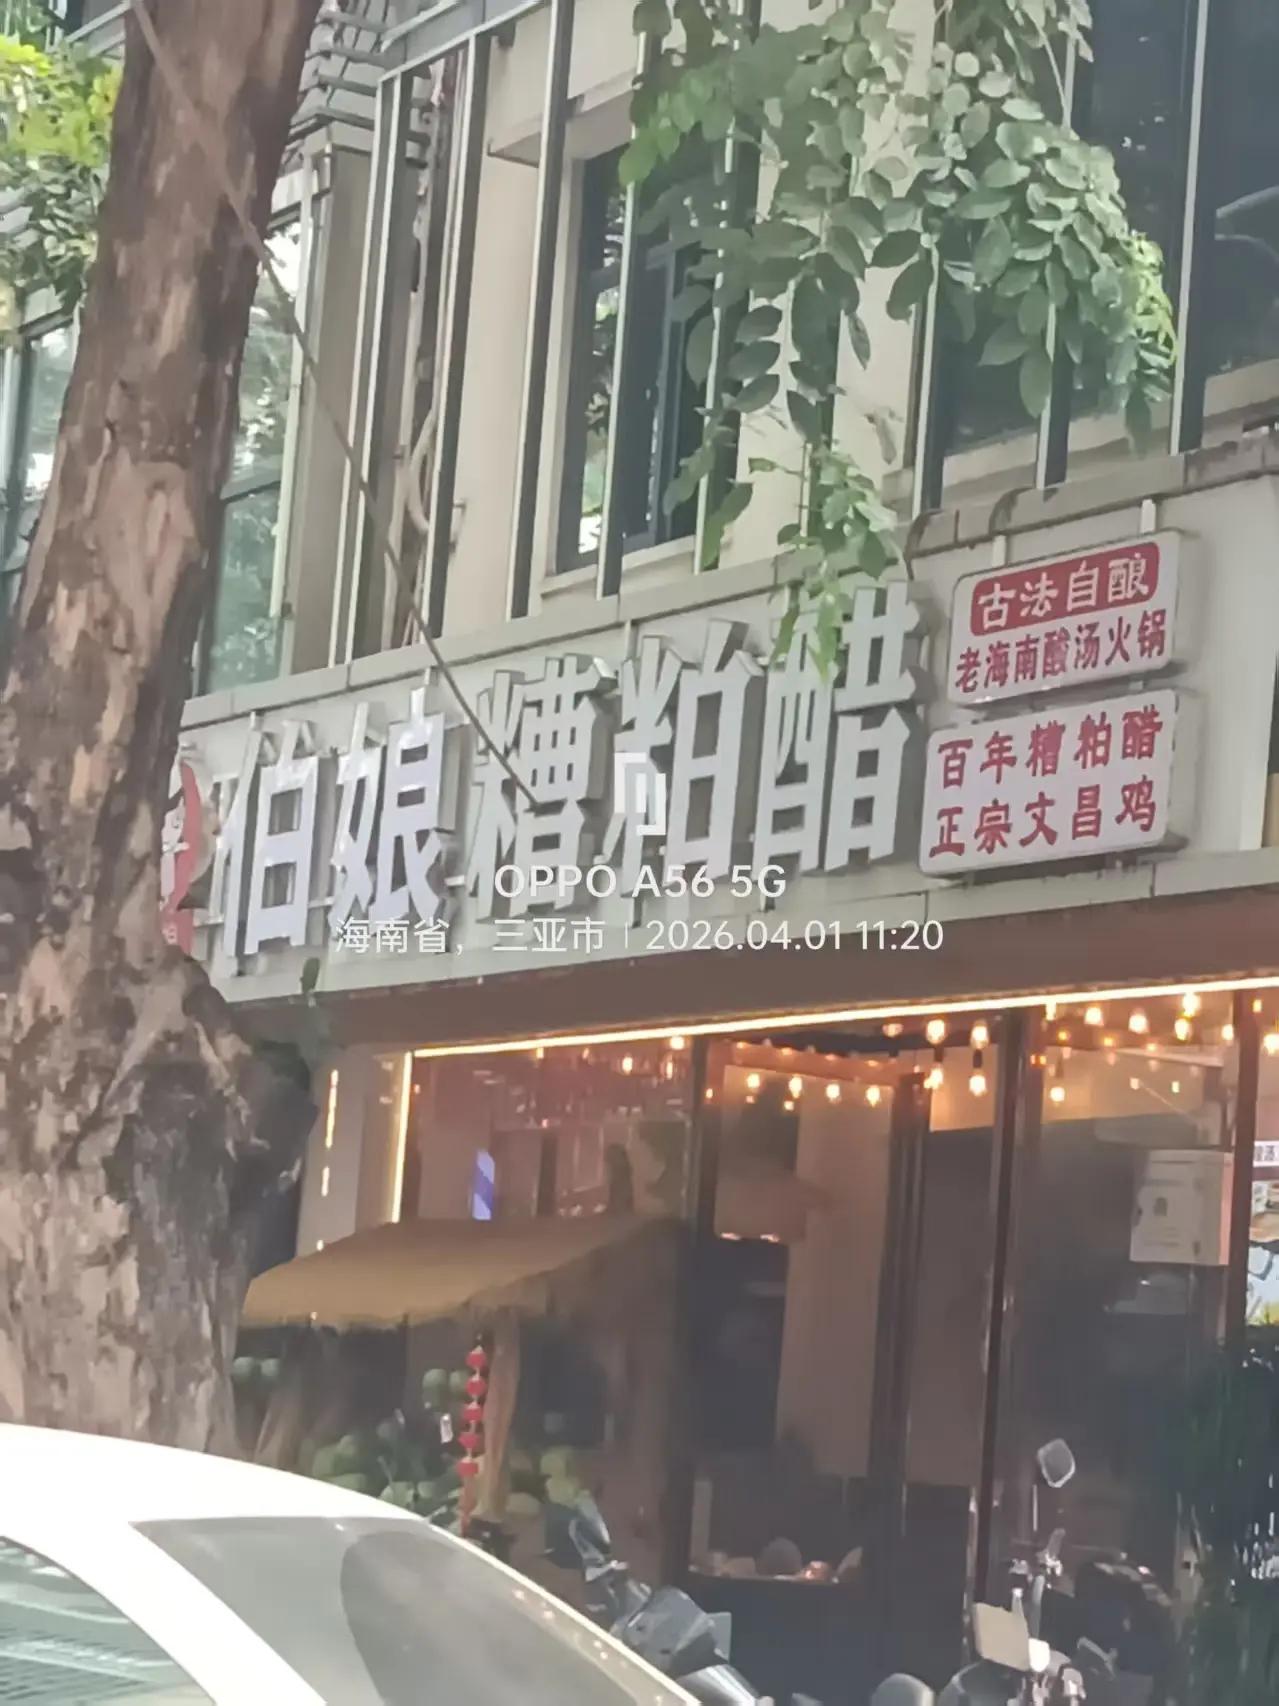 伯娘糟粕醋
古法自酿
老海南酸汤火锅
百年糟粕醋
正宗文昌鸡
OPPO A56 5G
海南省，三亚市 | 2026.04.01 11:20